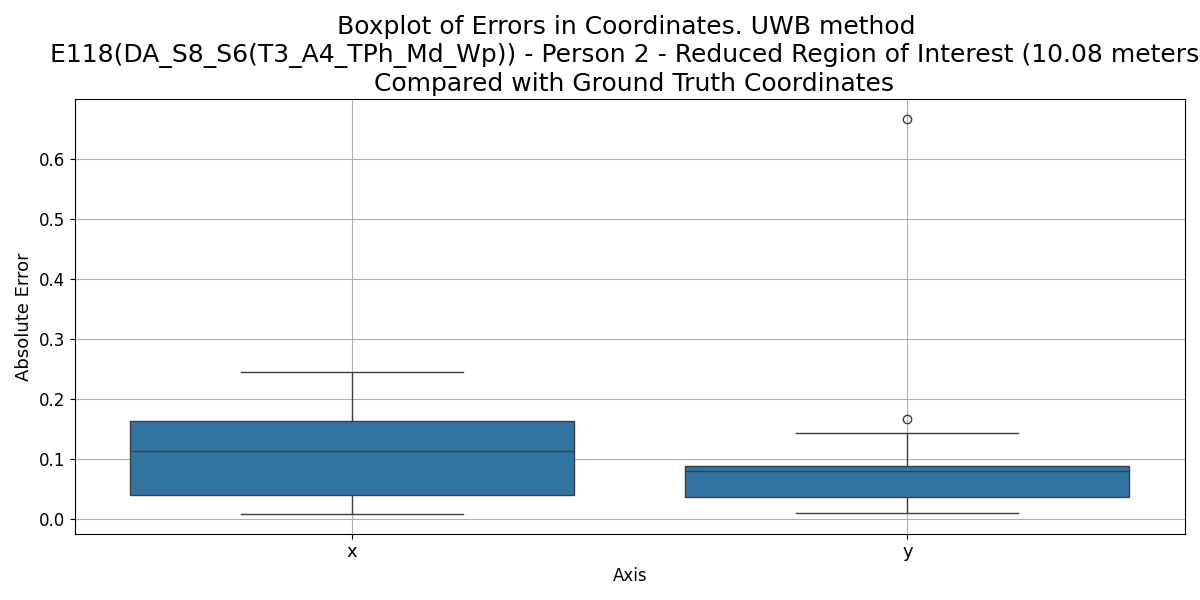 Boxplot of Errors in Coordinates. UWB method
E118(DA_S8_S6(T3_A4_TPh_Md_Wp)) - Person 2 - Reduced Region of Interest (10.08 meters
Compared with Ground Truth Coordinates
0.6
0.5
0.4
0.3
0.2
0.1
0.0
Absolute Error
x
y
Axis